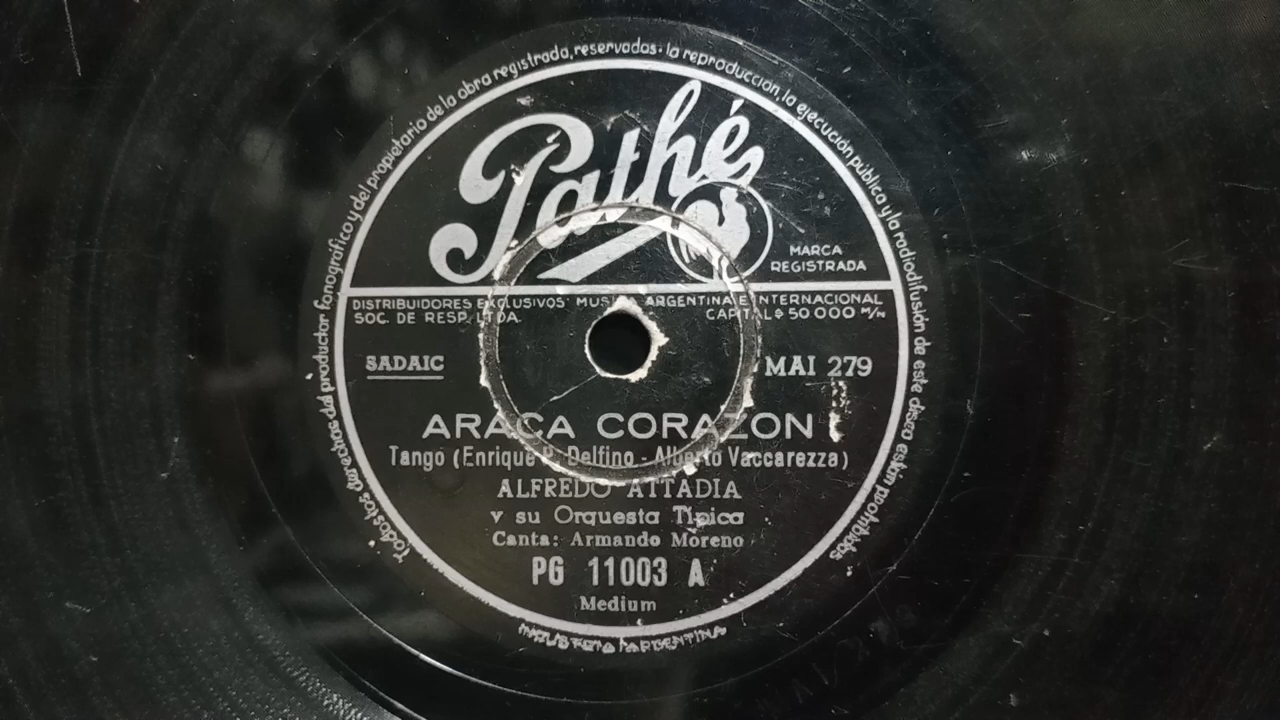 Todos los derechos del productor fonográfico y del propietario de la obra registrada, reservados: la reproducción, la ejecución pública y la radiodifusión de este disco están prohibidos
Pathé
MARCA
REGISTRADA
DISTRIBUIDORES EXCLUSIVOS MUSICA ARGENTINA E INTERNACIONAL
SOC. DE RESP. LTDA. CAPITAL $ 50 000 M/N
SADAIC MAI 279
ARACA CORAZON !
Tango (Enrique P. Delfino - Alberto Vaccarezza)
ALFREDO ATTADIA
y su Orquesta Tipica
Canta: Armando Moreno
PG 11003 A
Medium
INDUSTRIA ARGENTINA